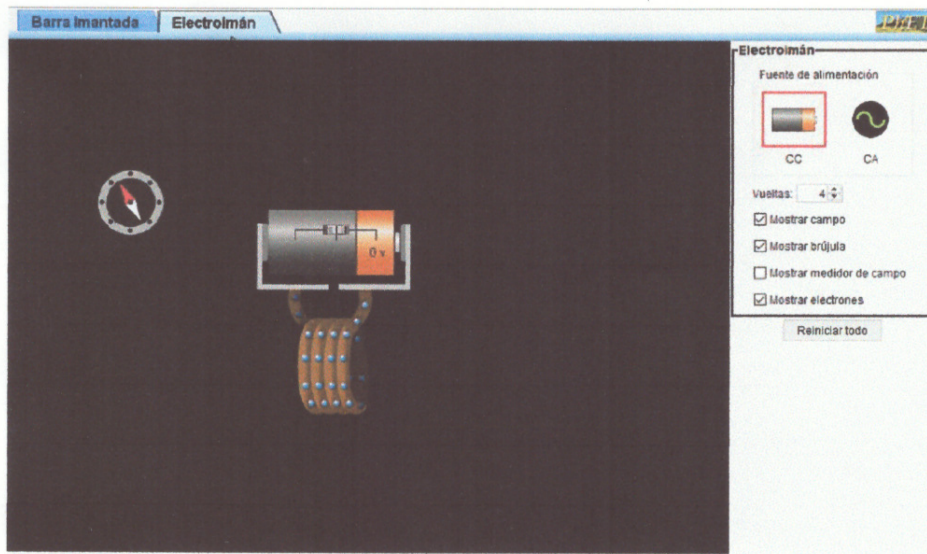 Barra Imantada
Electroimán
PhET
Electroimán
Fuente de alimentación
CC
CA
Vueltas: 4
Mostrar campo
Mostrar brújula
Mostrar medidor de campo
Mostrar electrones
Reiniciar todo
0 v